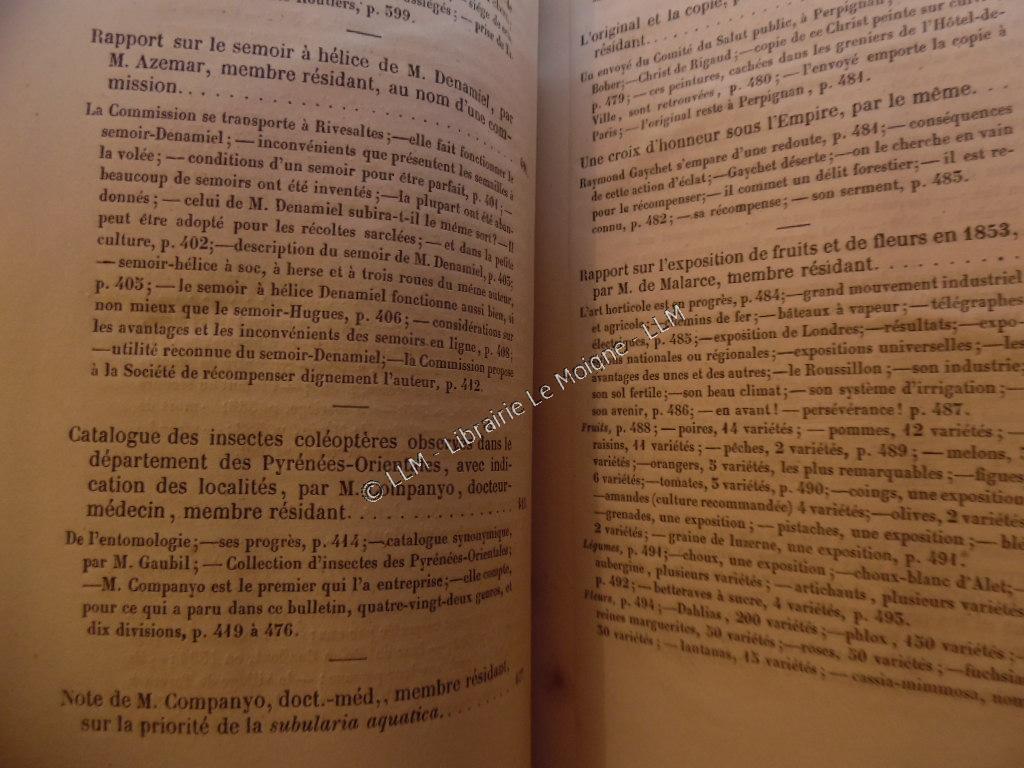 Routiers, p. 399.
Rapport sur le semoir à hélice de M. Denamiel, par
M. Azemar, membre résidant, au nom d'une com-
mission. . . . . . . . . . . . . . . . . .
La Commission se transporte à Rivesaltes;—elle fait fonctionner le
semoir-Denamiel; — inconvénients que présentent les semailles à
la volée; — conditions d'un semoir pour être parfait, p. 401; —
beaucoup de semoirs ont été inventés; — la plupart ont été aban-
donnés; — celui de M. Denamiel subira-t-il le même sort? — Il
peut être adopté pour les récoltes sarclées; — et dans la petite
culture, p. 402;—description du semoir de M. Denamiel, p. 403;
—semoir-hélice à soc, à herse et à trois roues du même auteur,
p. 405; — le semoir à hélice Denamiel fonctionne aussi bien, si
non mieux que le semoir-Hugues, p. 406; — considérations sur
les avantages et les inconvénients des semoirs en ligne, p. 408;
—utilité reconnue du semoir-Denamiel;—la Commission propose
à la Société de récompenser dignement l'auteur, p. 412.
Catalogue des insectes coléoptères observés dans le
département des Pyrénées-Orientales, avec indi-
cation des localités, par M. Companyo, docteur-
médecin, membre résidant. . . . . . . . . . . .
De l'entomologie;—ses progrès, p. 414;—catalogue synonymique,
par M. Gaubil; — Collection d'insectes des Pyrénées-Orientales;
—M. Companyo est le premier qui l'a entreprise;—elle compte,
pour ce qui a paru dans ce bulletin, quatre-vingt-deux genres, et
dix divisions, p. 419 à 476.
Note de M. Companyo, doct.-méd., membre résidant,
sur la priorité de la subularia aquatica. . . . . .
L'original et la copie,
résidant. . . . . .
Un envoyé du Comité du Salut public, à Perpignan;
Bober; — Christ de Rigaud; — copie de ce Christ peinte sur
p. 479; — ces peintures, cachées dans les greniers de l'Hôtel-de-
Ville, sont retrouvées, p. 480; — l'envoyé emporte la copie à
Paris; — l'original reste à Perpignan, p. 481.
Une croix d'honneur sous l'Empire, par le même. . .
Raymond Gaychet s'empare d'une redoute, p. 481;—conséquences
de cette action d'éclat;—Gaychet déserte;—on le cherche en vain
pour le récompenser;—il commet un délit forestier;— il est re-
connu, p. 482; — sa récompense; — son serment, p. 483.
Rapport sur l'exposition de fruits et de fleurs en 1853,
par M. de Malarce, membre résidant. . . . . . . .
L'art horticole est en progrès, p. 484;—grand mouvement industriel
et agricole; chemins de fer; — bâteaux à vapeur; — télégraphes
électriques, p. 485;—exposition de Londres;—résultats;—expo-
sitions nationales ou régionales; — expositions universelles; — les
avantages des unes et des autres;—le Roussillon; — son industrie;
son sol fertile; — son beau climat; — son système d'irrigation; —
son avenir, p. 486; — en avant! — persévérance! p. 487.
Fruits, p. 488; — poires, 14 variétés; — pommes, 12 variétés; —
raisins, 11 variétés; — pêches, 2 variétés, p. 489; — melons, 3
variétés;—orangers, 3 variétés, les plus remarquables; — figues
6 variétés;—tomates, 3 variétés, p. 490;—coings, une exposition
—amandes (culture recommandée) 4 variétés;—olives, 2 variétés
—grenades, une exposition; — pistaches, une exposition; — blé
2 variétés; — graine de luzerne, une exposition, p. 491.
Légumes, p. 491;—choux, une exposition;—choux-blanc d'Alet;—
aubergine, plusieurs variétés; — artichauts, plusieurs variétés
p. 492; — betteraves à sucre, 4 variétés, p. 493.
Fleurs, p. 494; — Dahlias, 200 variétés; — phlox, 150 variétés; —
reines marguerites, 50 variétés;—roses, 50 variétés; —fuchsia
30 variétés; — lantanas, 15 variétés; — cassia-mimmosa, nom
© LLM - Librairie Le Moigne - LLM